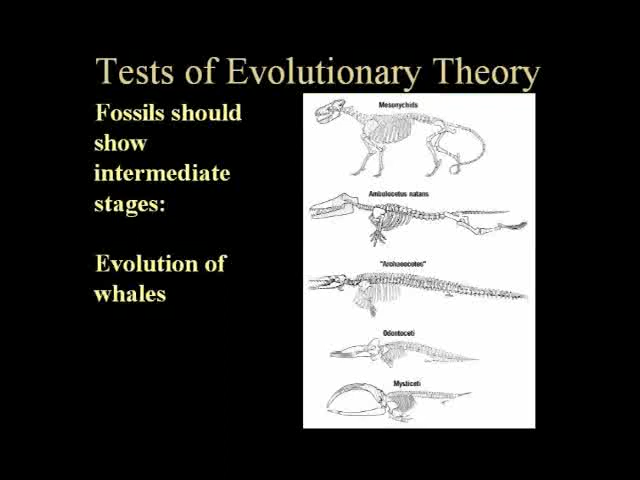 Tests of Evolutionary Theory
Fossils should
show
intermediate
stages:
Evolution of
whales
Mesonychids
Ambulocetus natans
"Archaeocetes"
Odontoceti
Mysticeti